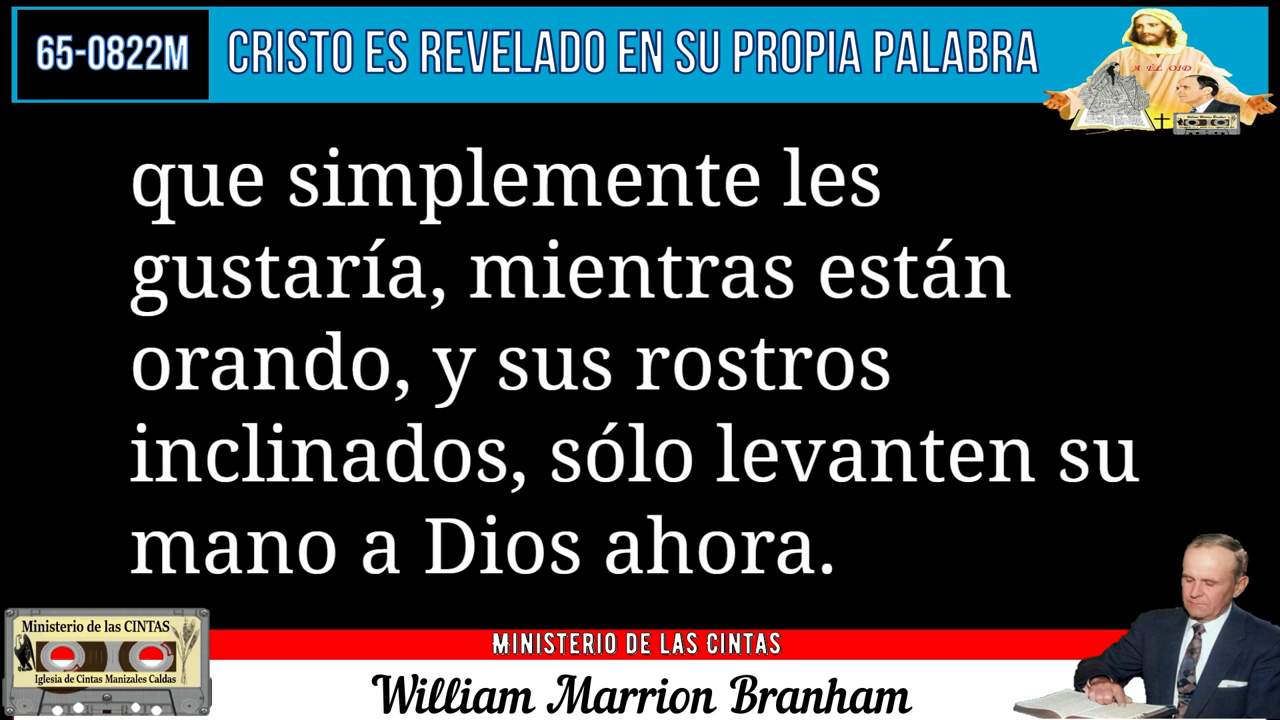 65-0822M
CRISTO ES REVELADO EN SU PROPIA PALABRA
A ÉL OID
que simplemente les
gustaría, mientras están
orando, y sus rostros
inclinados, sólo levanten su
mano a Dios ahora.
Ministerio de las CINTAS
Iglesia de Cintas Manizales Caldas
MINISTERIO DE LAS CINTAS
William Marrion Branham